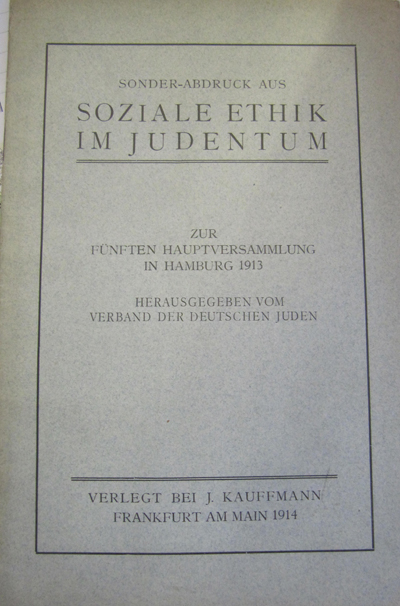 SONDER-ABDRUCK AUS
SOZIALE ETHIK
IM JUDENTUM
ZUR
FÜNFTEN HAUPTVERSAMMLUNG
IN HAMBURG 1913
HERAUSGEGEBEN VOM
VERBAND DER DEUTSCHEN JUDEN
VERLEGT BEI J. KAUFFMANN
FRANKFURT AM MAIN 1914